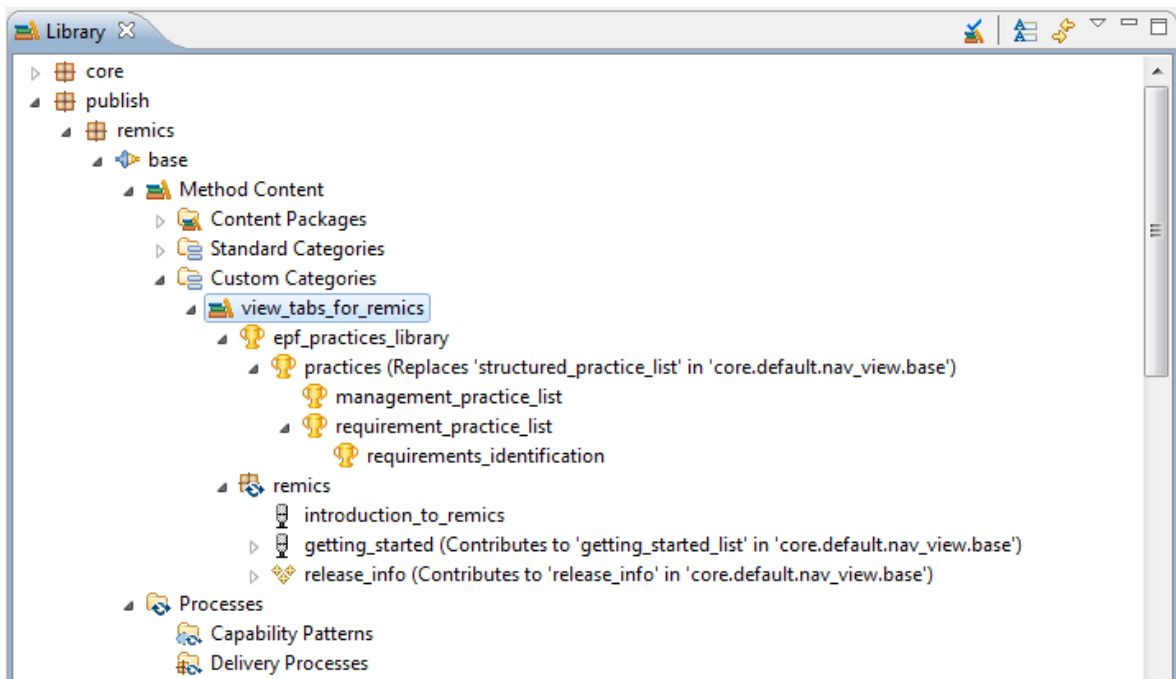 Library
core
publish
remics
base
Method Content
Content Packages
Standard Categories
Custom Categories
view_tabs_for_remics
epf_practices_library
practices (Replaces 'structured_practice_list' in 'core.default.nav_view.base')
management_practice_list
requirement_practice_list
requirements_identification
remics
introduction_to_remics
getting_started (Contributes to 'getting_started_list' in 'core.default.nav_view.base')
release_info (Contributes to 'release_info' in 'core.default.nav_view.base')
Processes
Capability Patterns
Delivery Processes